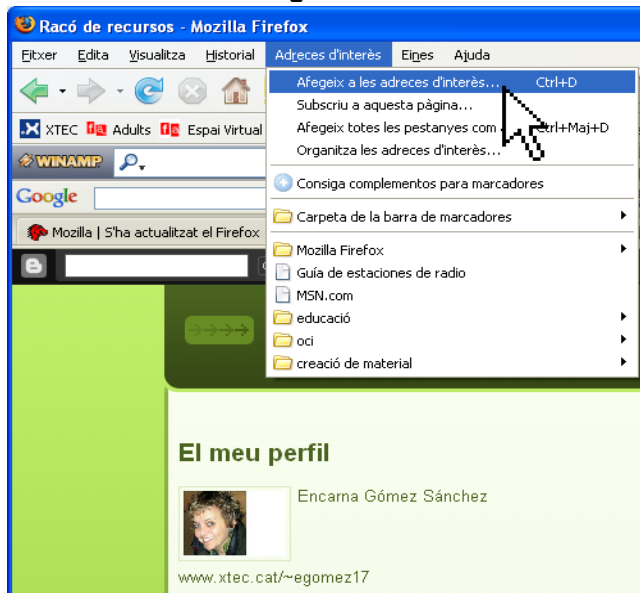 Racó de recursos - Mozilla Firefox
Fitxer Edita Visualitza Historial Adreces d'interès Eines Ajuda
Afegeix a les adreces d'interès... Ctrl+D
Subscriu a aquesta pàgina...
Afegeix totes les pestanyes com Ctrl+Maj+D
Organitza les adreces d'interès...
Consiga complementos para marcadores
Carpeta de la barra de marcadores
Mozilla Firefox
Guía de estaciones de radio
MSN.com
educació
oci
creació de material
XTEC Adults Espai Virtual
WINAMP
Google
Mozilla | S'ha actualitzat el Firefox
El meu perfil
Encarna Gómez Sánchez
www.xtec.cat/~egomez17